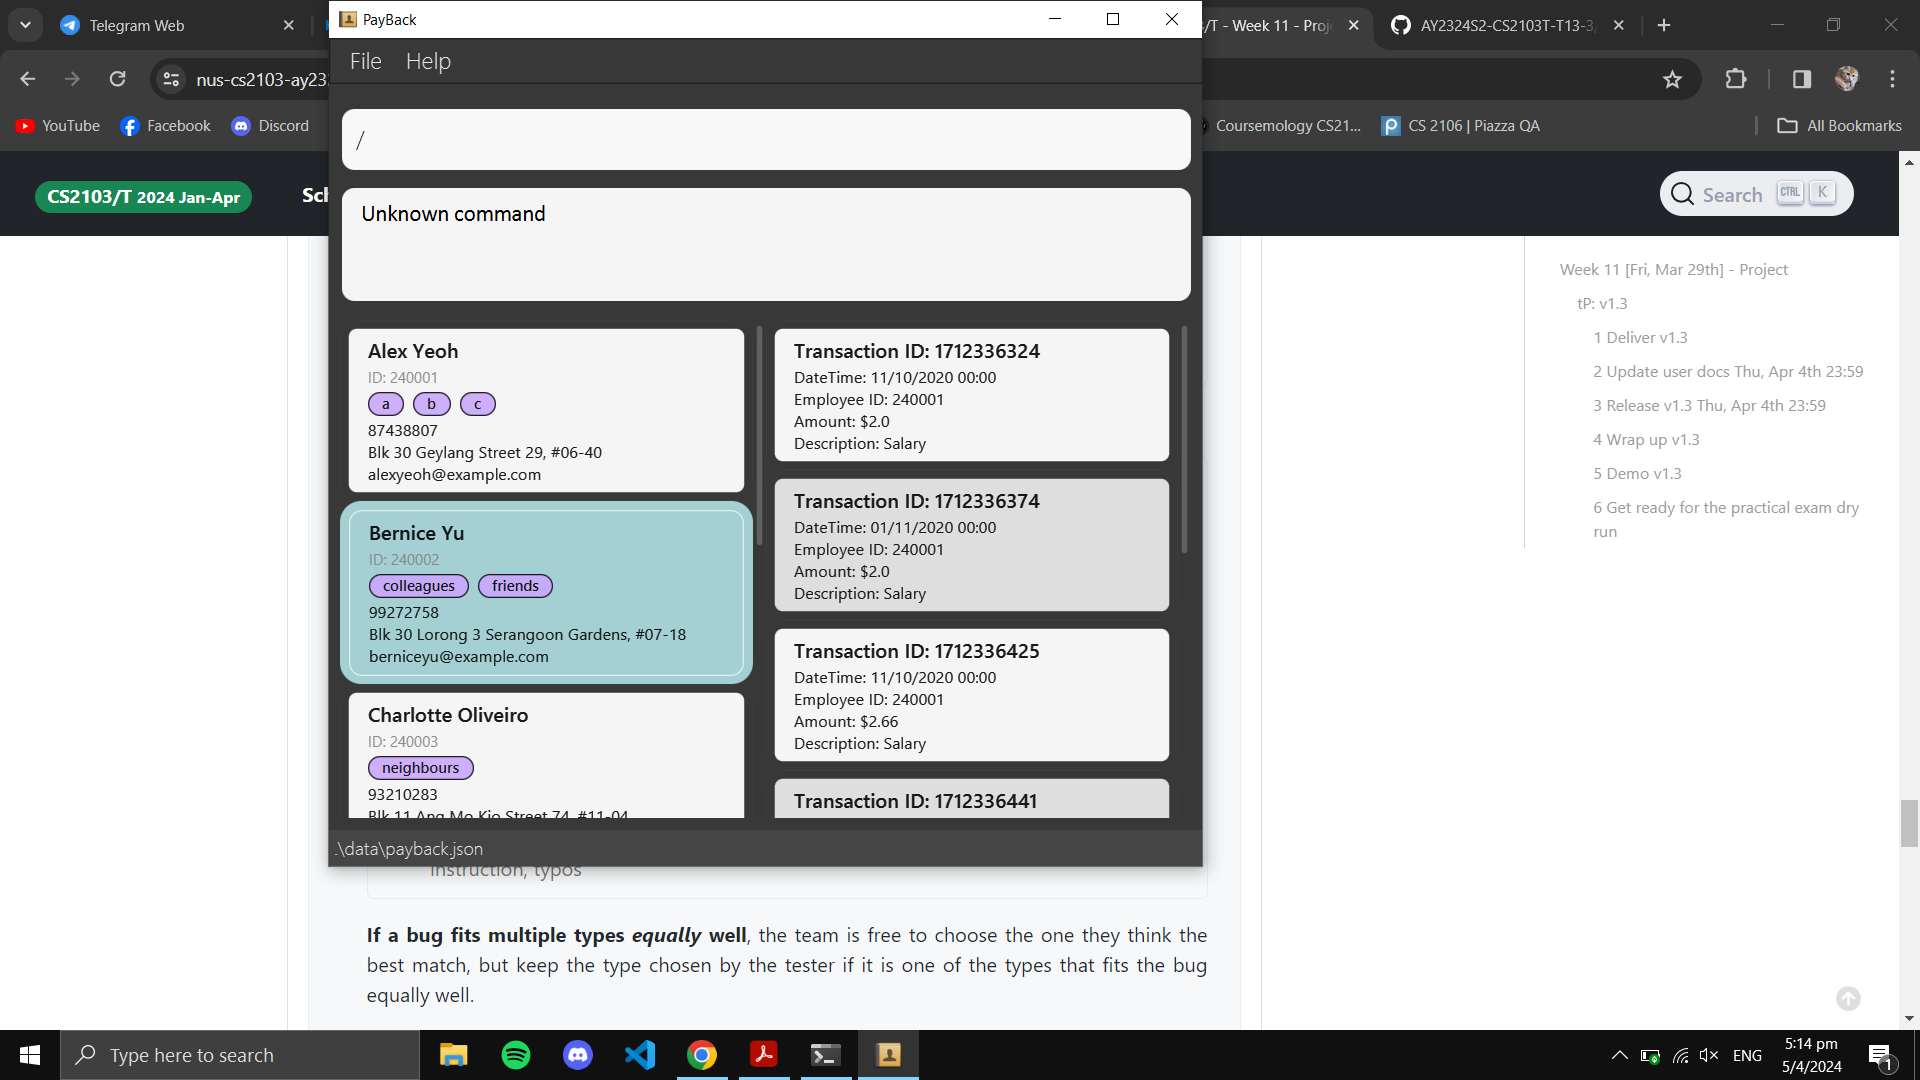 Telegram Web
PayBack
/T - Week 11 - Proj
AY2324S2-CS2103T-T13-3
File Help
nus-cs2103-ay23
YouTube
Facebook
Discord
Coursemology CS21...
CS 2106 | Piazza QA
All Bookmarks
/
CS2103/T 2024 Jan-Apr
Sch
Search
CTRL
K
Unknown command
Alex Yeoh
ID: 240001
a b c
87438807
Blk 30 Geylang Street 29, #06-40
alexyeoh@example.com
Bernice Yu
ID: 240002
colleagues friends
99272758
Blk 30 Lorong 3 Serangoon Gardens, #07-18
berniceyu@example.com
Charlotte Oliveiro
ID: 240003
neighbours
93210283
Blk 11 Ang Mo Kio Street 74, #11-04
Transaction ID: 1712336324
DateTime: 11/10/2020 00:00
Employee ID: 240001
Amount: $2.0
Description: Salary
Transaction ID: 1712336374
DateTime: 01/11/2020 00:00
Employee ID: 240001
Amount: $2.0
Description: Salary
Transaction ID: 1712336425
DateTime: 11/10/2020 00:00
Employee ID: 240001
Amount: $2.66
Description: Salary
Transaction ID: 1712336441
.\data\payback.json
Week 11 [Fri, Mar 29th] - Project
tP: v1.3
1 Deliver v1.3
2 Update user docs Thu, Apr 4th 23:59
3 Release v1.3 Thu, Apr 4th 23:59
4 Wrap up v1.3
5 Demo v1.3
6 Get ready for the practical exam dry
run
instruction, typos
If a bug fits multiple types equally well, the team is free to choose the one they think the
best match, but keep the type chosen by the tester if it is one of the types that fits the bug
equally well.
Type here to search
ENG
5:14 pm
5/4/2024
1